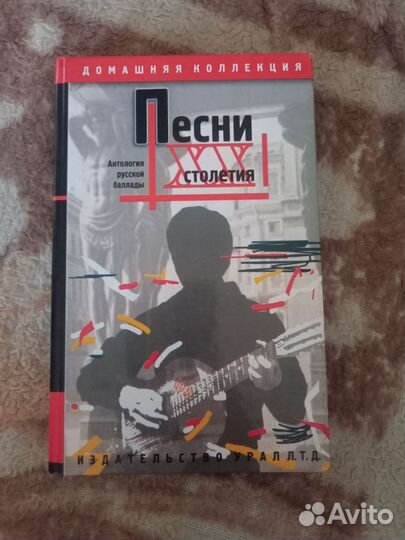 ДОМАШНЯЯ КОЛЛЕКЦИЯ
Песни
XX
столетия
Антология
русской
баллады
ИЗДАТЕЛЬСТВО УРАЛ Л.Т.Д.
Avito